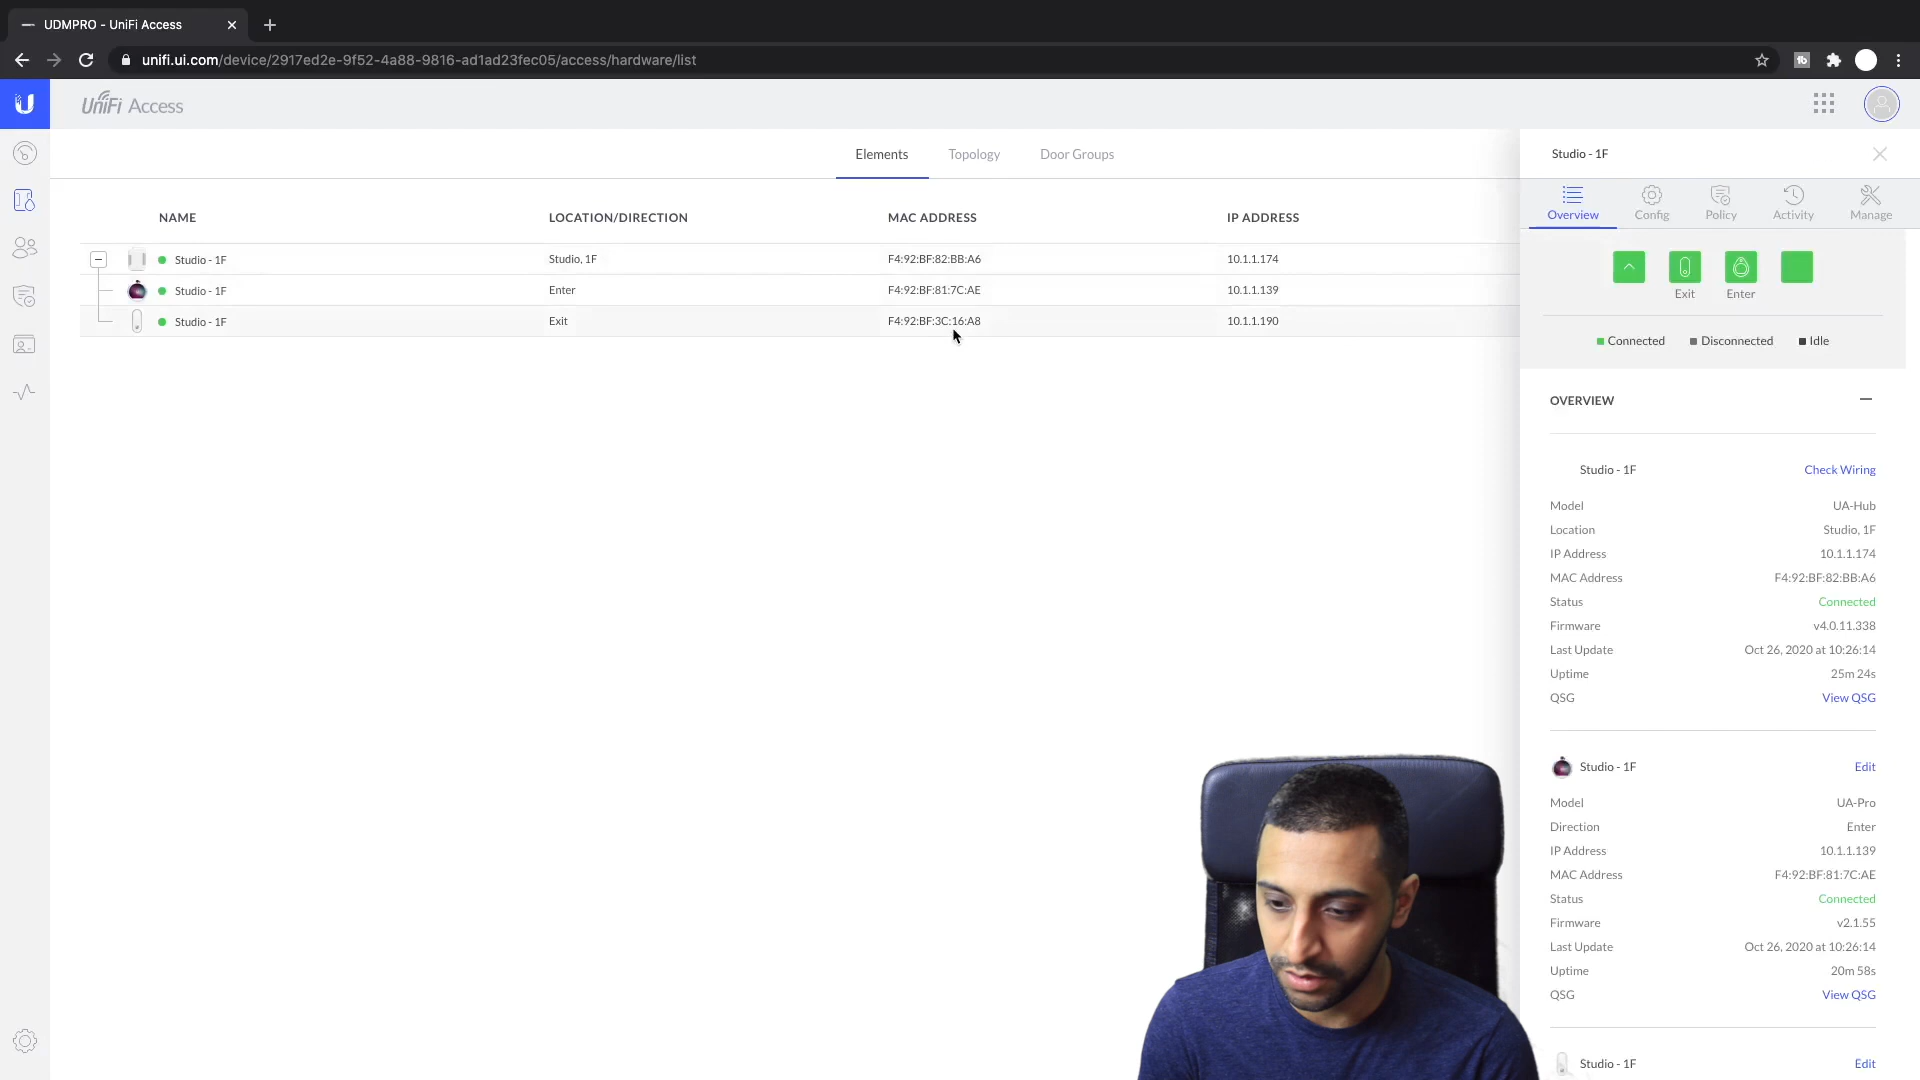 UDMPRO - UniFi Access
unifi.ui.com/device/2917ed2e-9f52-4a88-9816-ad1ad23fec05/access/hardware/list
UniFi Access
Elements
Topology
Door Groups
NAME
LOCATION/DIRECTION
MAC ADDRESS
IP ADDRESS
Studio - 1F
Studio, 1F
F4:92:BF:82:BB:A6
10.1.1.174
Studio - 1F
Enter
F4:92:BF:81:7C:AE
10.1.1.139
Studio - 1F
Exit
F4:92:BF:3C:16:A8
10.1.1.190
Studio - 1F
Overview
Config
Policy
Activity
Manage
Exit
Enter
Connected
Disconnected
Idle
OVERVIEW
Studio - 1F
Check Wiring
Model
UA-Hub
Location
Studio, 1F
IP Address
10.1.1.174
MAC Address
F4:92:BF:82:BB:A6
Status
Connected
Firmware
v4.0.11.338
Last Update
Oct 26, 2020 at 10:26:14
Uptime
25m 24s
QSG
View QSG
Studio - 1F
Edit
Model
UA-Pro
Direction
Enter
IP Address
10.1.1.139
MAC Address
F4:92:BF:81:7C:AE
Status
Connected
Firmware
v2.1.55
Last Update
Oct 26, 2020 at 10:26:14
Uptime
20m 58s
QSG
View QSG
Studio - 1F
Edit